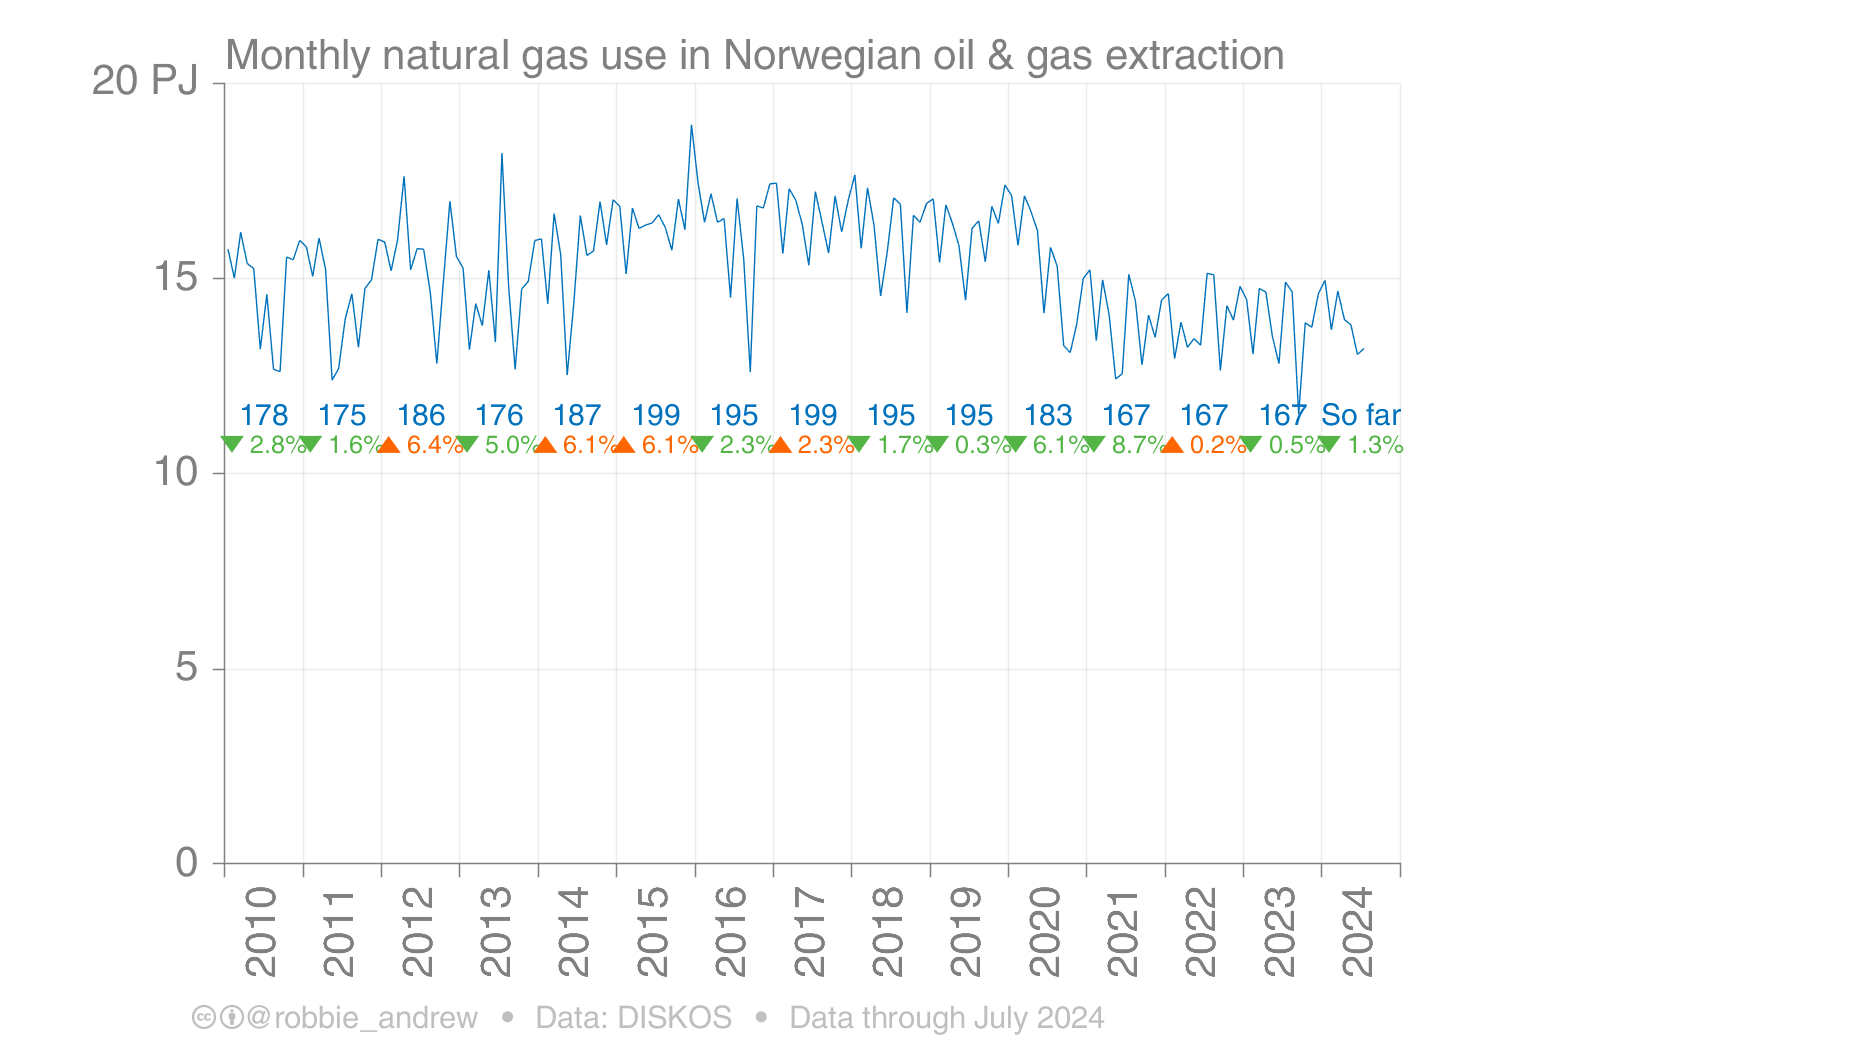 Monthly natural gas use in Norwegian oil & gas extraction
20 PJ
15
10
5
0
178 175 186 176 187 199 195 199 195 195 183 167 167 167 So far
▼ 2.8% ▼ 1.6% ▲ 6.4% ▼ 5.0% ▲ 6.1% ▲ 6.1% ▼ 2.3% ▲ 2.3% ▼ 1.7% ▼ 0.3% ▼ 6.1% ▼ 8.7% ▲ 0.2% ▼ 0.5% ▼ 1.3%
2010 2011 2012 2013 2014 2015 2016 2017 2018 2019 2020 2021 2022 2023 2024
@robbie_andrew • Data: DISKOS • Data through July 2024